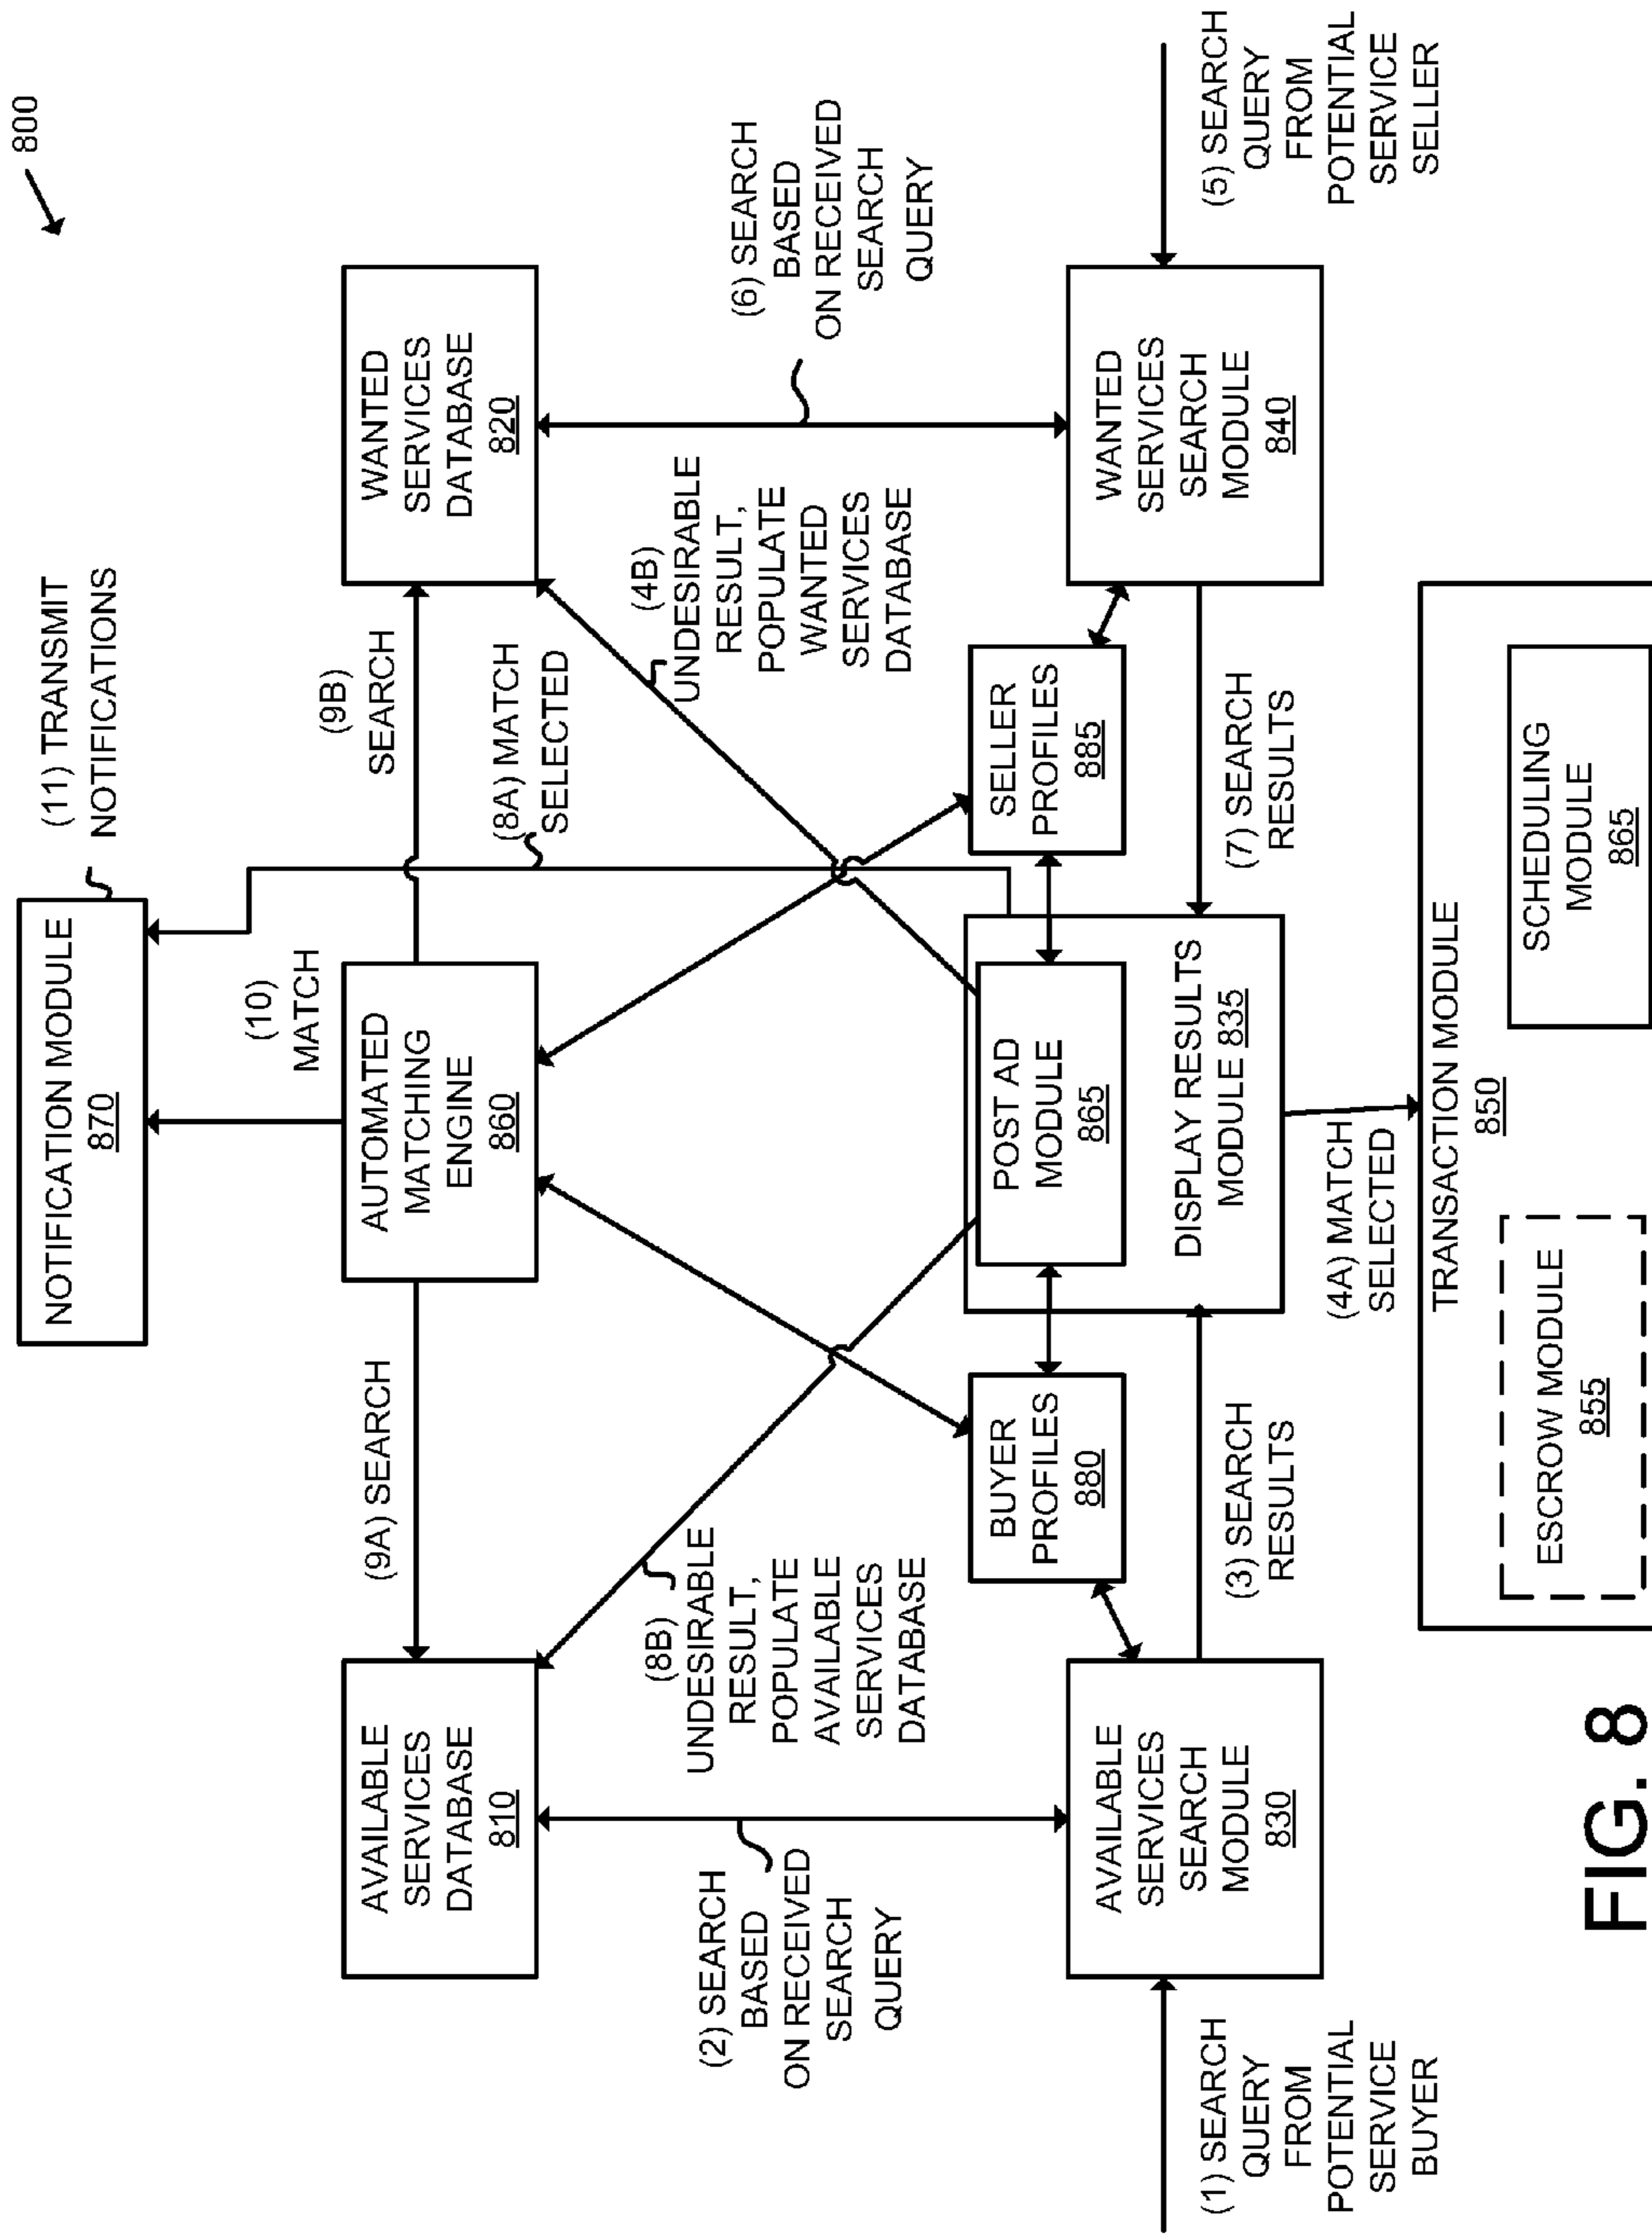 800
(11) TRANSMIT
NOTIFICATIONS
NOTIFICATION MODULE
870
(10)
MATCH
(9A) SEARCH
(9B)
SEARCH
(8A) MATCH
SELECTED
AVAILABLE
SERVICES
DATABASE
810
AUTOMATED
MATCHING
ENGINE
860
WANTED
SERVICES
DATABASE
820
(2) SEARCH
BASED
ON RECEIVED
SEARCH
QUERY
(8B)
UNDESIRABLE
RESULT,
POPULATE
AVAILABLE
SERVICES
DATABASE
(4B)
UNDESIRABLE
RESULT,
POPULATE
WANTED
SERVICES
DATABASE
(6) SEARCH
BASED
ON RECEIVED
SEARCH
QUERY
BUYER
PROFILES
880
POST AD
MODULE
865
SELLER
PROFILES
885
DISPLAY RESULTS
MODULE 835
AVAILABLE
SERVICES
SEARCH
MODULE
830
WANTED
SERVICES
SEARCH
MODULE
840
(1) SEARCH
QUERY
FROM
POTENTIAL
SERVICE
BUYER
(3) SEARCH
RESULTS
(7) SEARCH
RESULTS
(5) SEARCH
QUERY
FROM
POTENTIAL
SERVICE
SELLER
(4A) MATCH
SELECTED
TRANSACTION MODULE
850
ESCROW MODULE
855
SCHEDULING
MODULE
865
FIG. 8